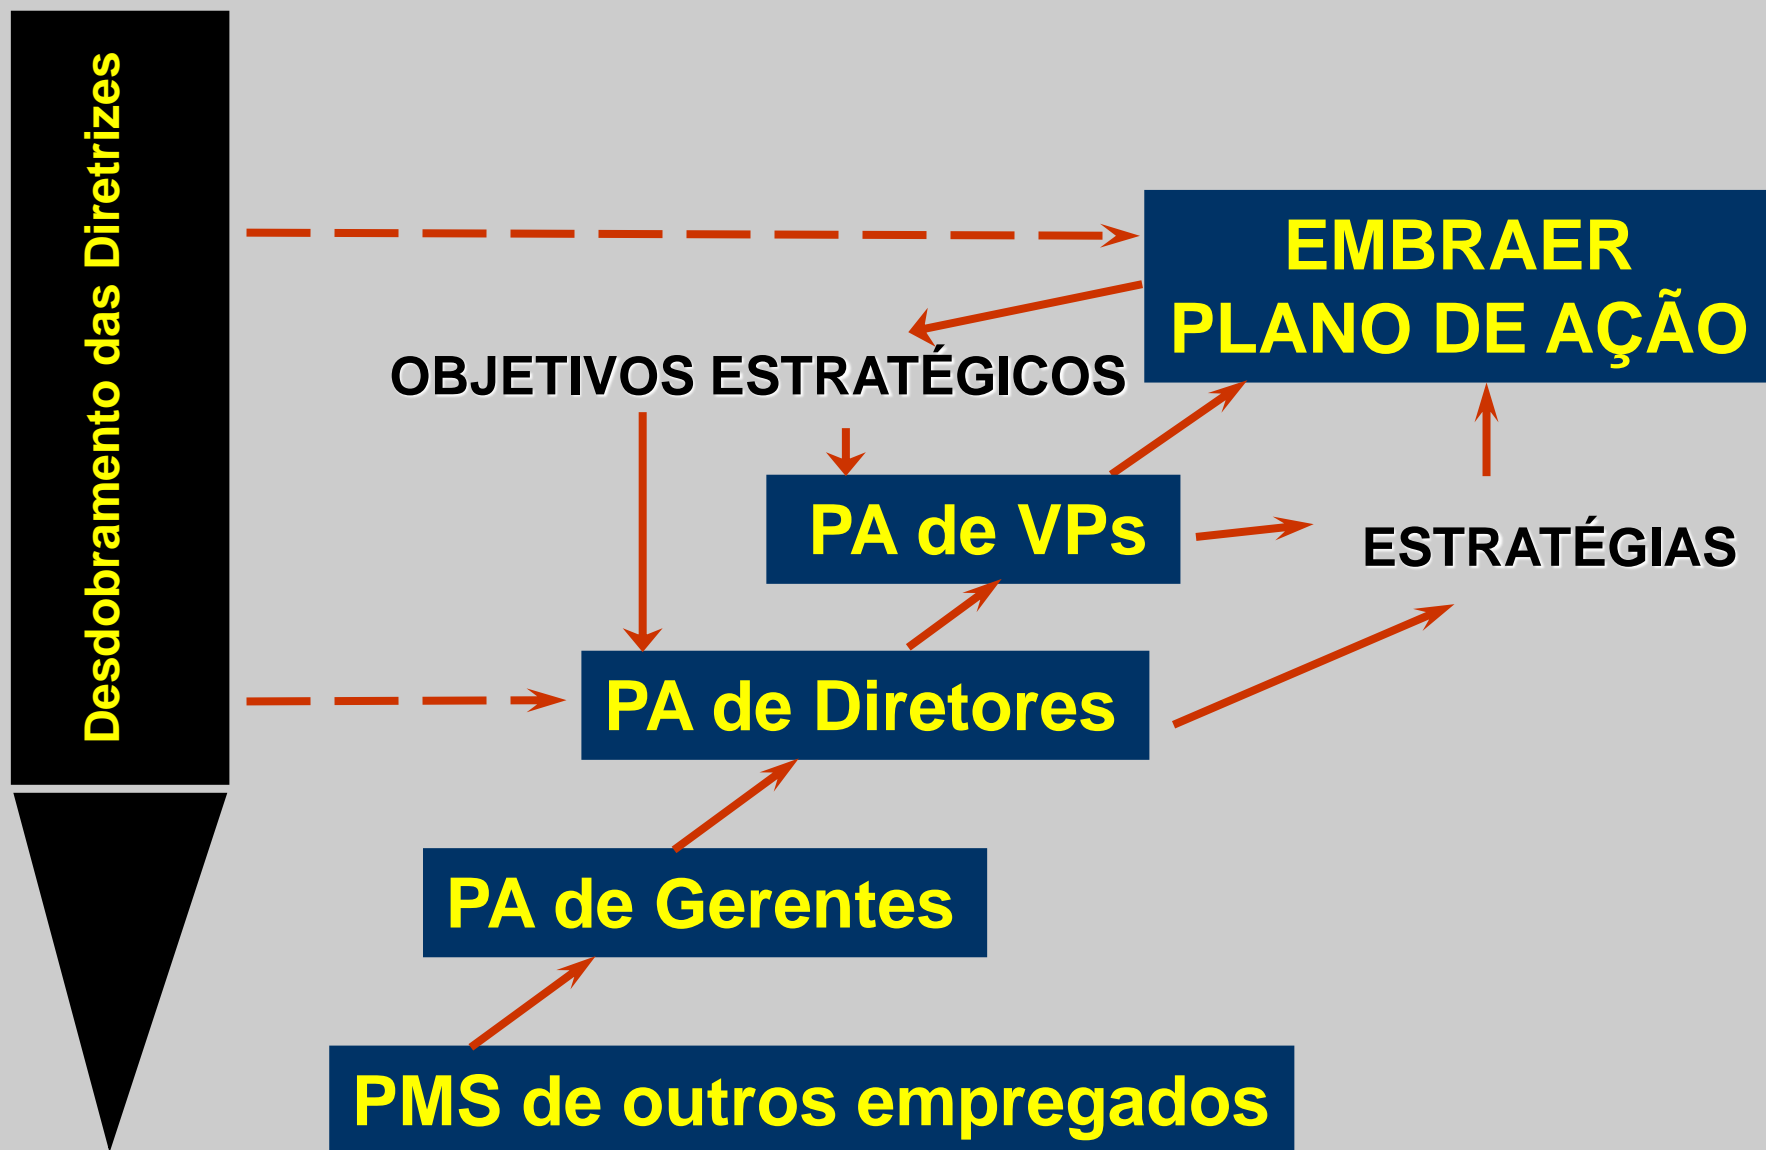 Desdobramento das Diretrizes
EMBRAER
PLANO DE AÇÃO
OBJETIVOS ESTRATÉGICOS
PA de VPs
ESTRATÉGIAS
PA de Diretores
PA de Gerentes
PMS de outros empregados